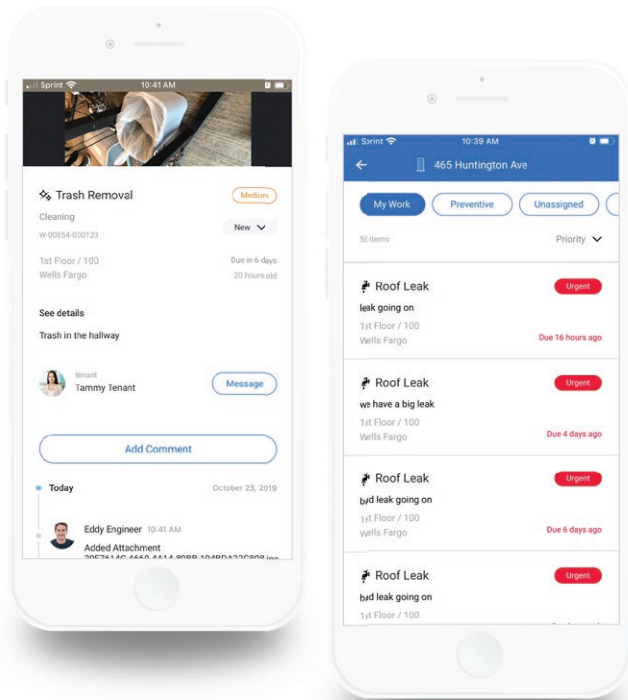 Sprint
10:41 AM
Trash Removal
Medium
Cleaning
W-00854-030123
New
1st Floor / 100
Due in 6 days
Wells Fargo
20 hours old
See details
Trash in the hallway
tenant
Tammy Tenant
Message
Add Comment
Today
October 23, 2019
Eddy Engineer 10:41 AM
Added Attachment
Sprint
10:39 AM
465 Huntington Ave
My Work
Preventive
Unassigned
items
Priority
Roof Leak
Urgent
leak going on
1st Floor / 100
Wells Fargo
Due 16 hours ago
Roof Leak
Urgent
we have a big leak
1st Floor / 100
Wells Fargo
Due 4 days ago
Roof Leak
Urgent
bad leak going on
1st Floor / 100
Wells Fargo
Due 6 days ago
Roof Leak
Urgent
bad leak going on
1st Floor / 100